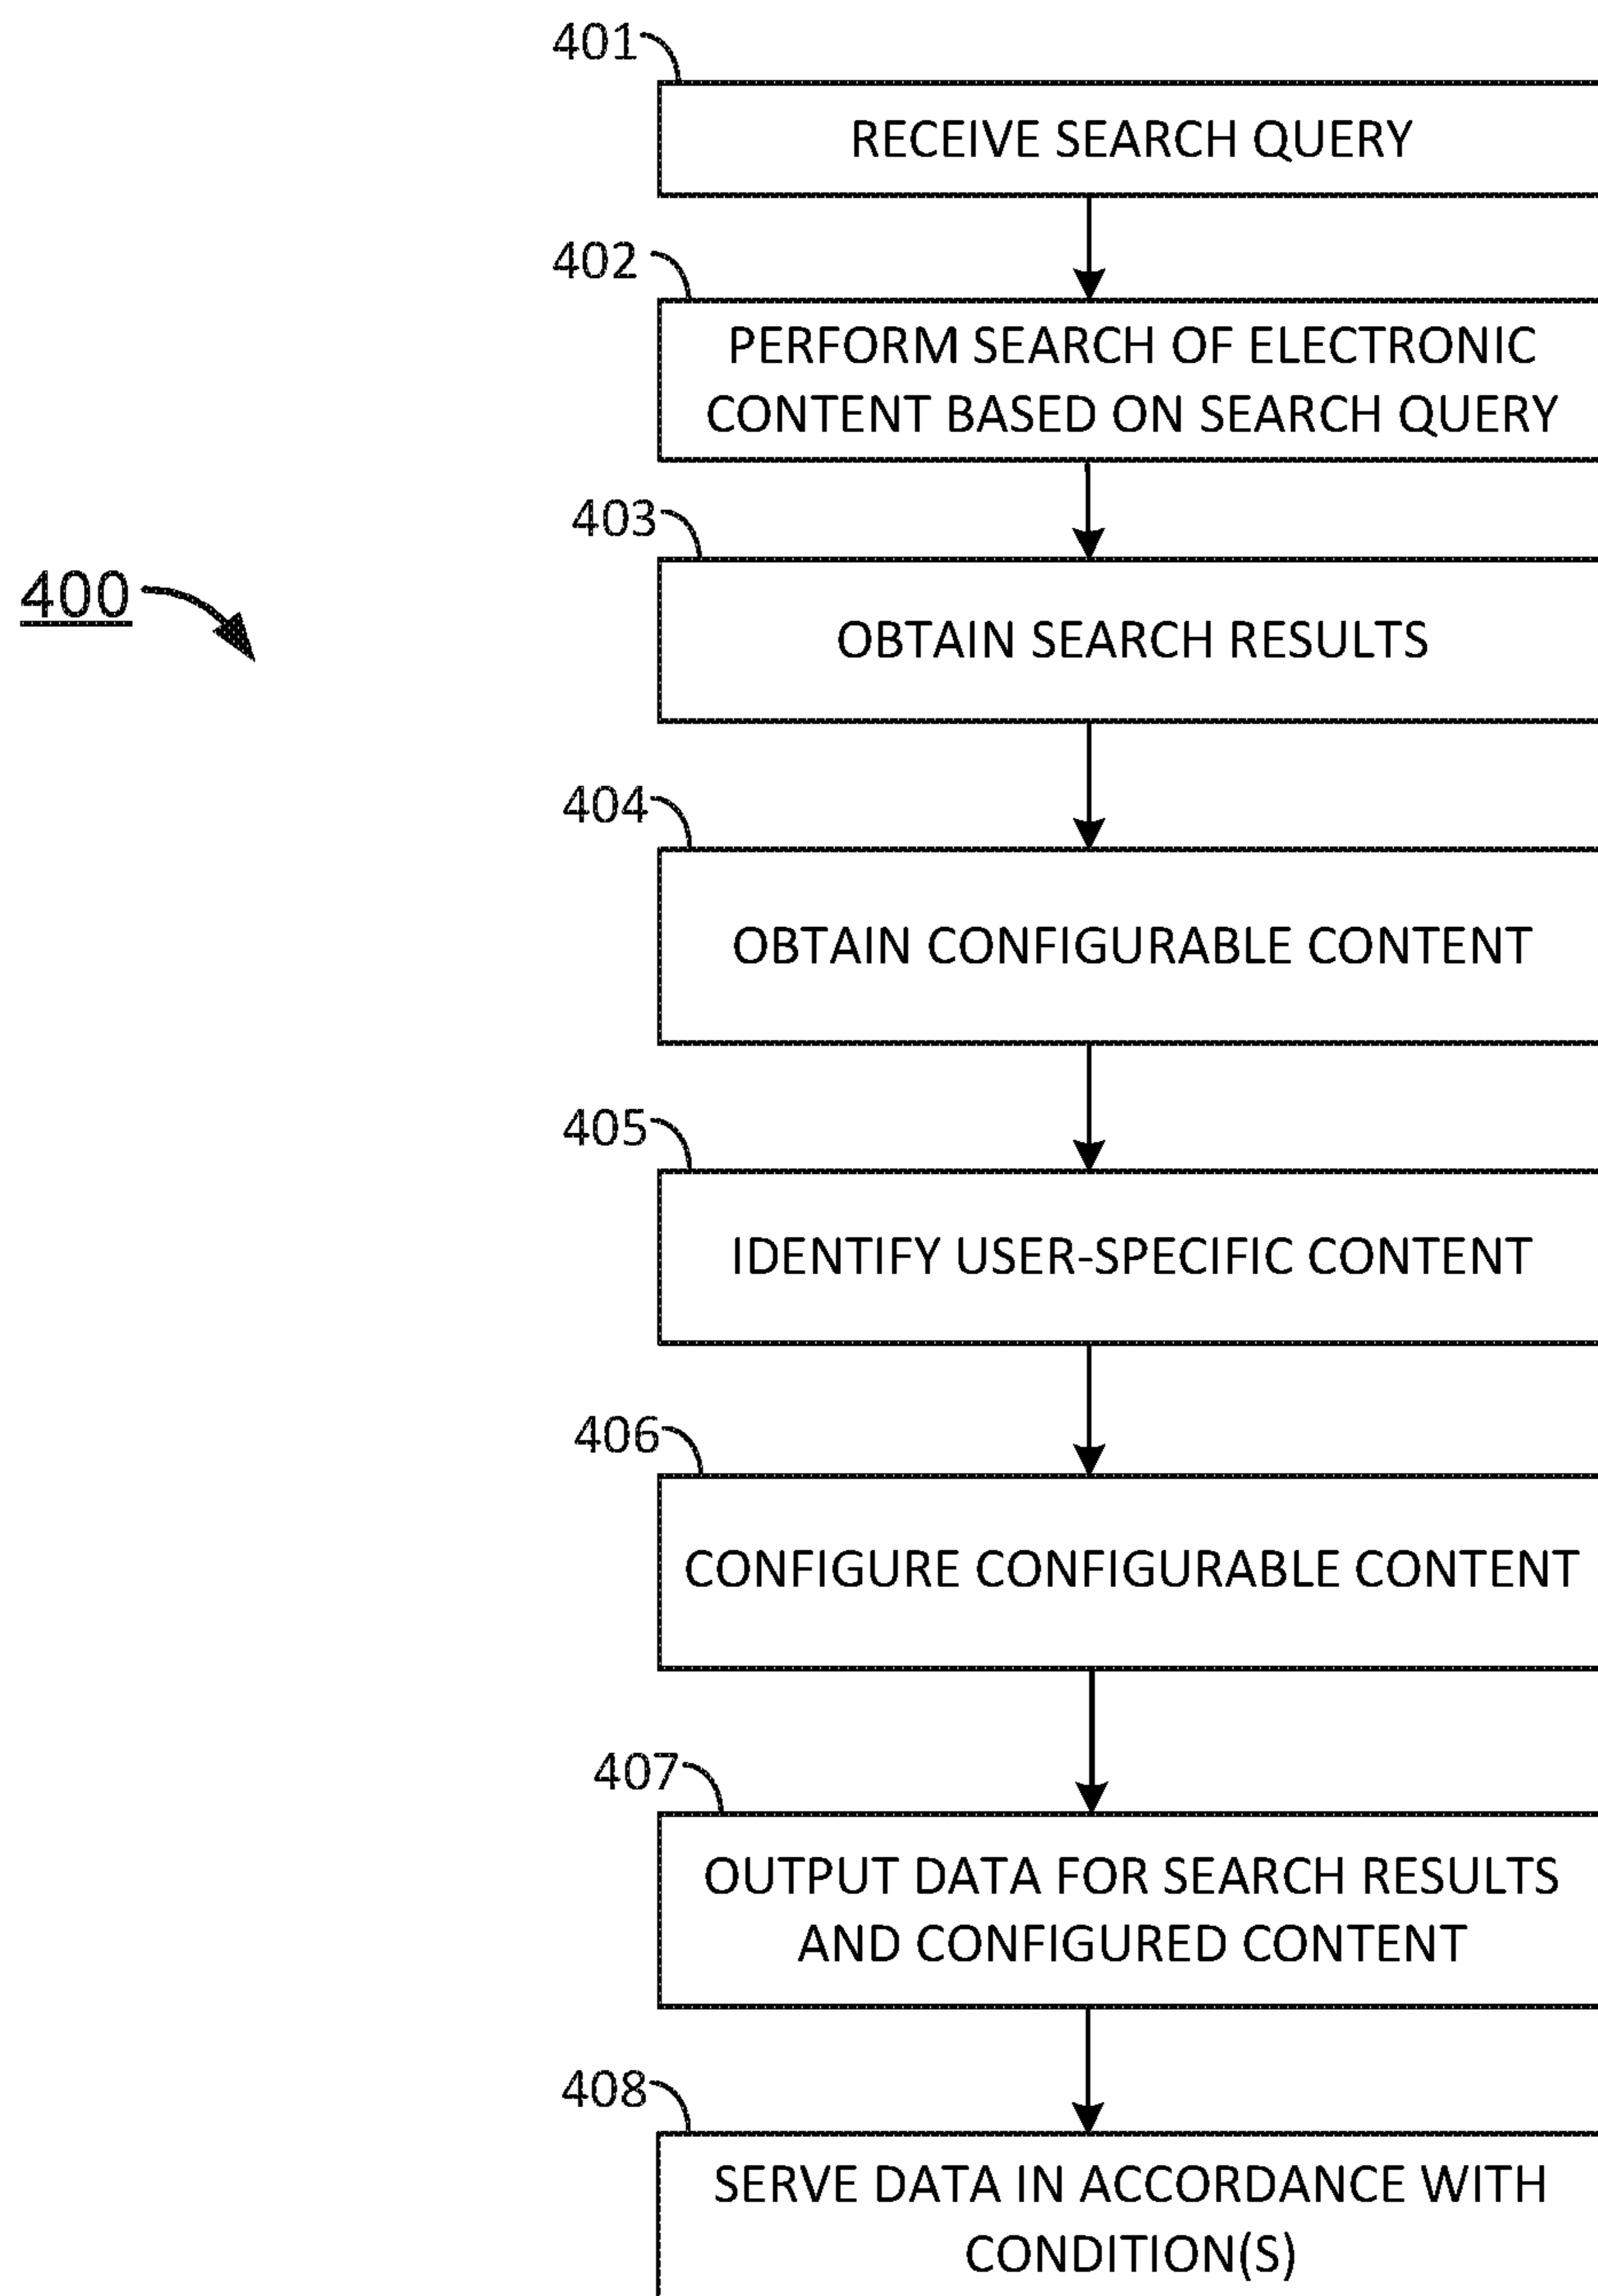 401
RECEIVE SEARCH QUERY
402
PERFORM SEARCH OF ELECTRONIC
CONTENT BASED ON SEARCH QUERY
403
400
OBTAIN SEARCH RESULTS
404
OBTAIN CONFIGURABLE CONTENT
405
IDENTIFY USER-SPECIFIC CONTENT
406
CONFIGURE CONFIGURABLE CONTENT
407
OUTPUT DATA FOR SEARCH RESULTS
AND CONFIGURED CONTENT
408
SERVE DATA IN ACCORDANCE WITH
CONDITION(S)